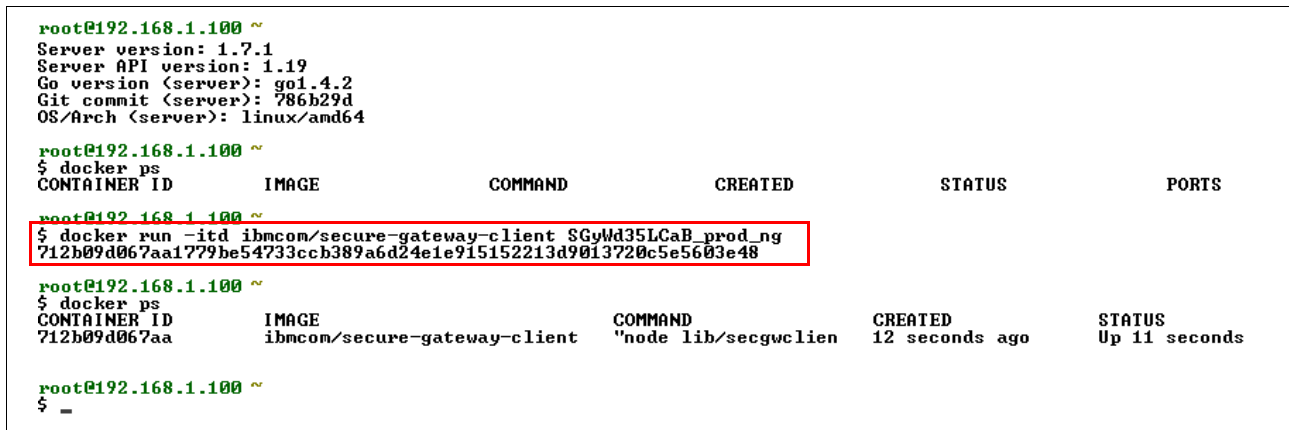 root@192.168.1.100 ~
Server version: 1.7.1
Server API version: 1.19
Go version (server): go1.4.2
Git commit (server): 786b29d
OS/Arch (server): linux/amd64
root@192.168.1.100 ~
$ docker ps
CONTAINER ID IMAGE COMMAND CREATED STATUS PORTS
root@192.168.1.100 ~
$ docker run -itd ibmcom/secure-gateway-client SGyWd35LCaB_prod_ng
712b09d067aa1779be54733ccb389a6d24e1e915152213d9013720c5e5603e48
root@192.168.1.100 ~
$ docker ps
CONTAINER ID IMAGE COMMAND CREATED STATUS
712b09d067aa ibmcom/secure-gateway-client "node lib/secgwclien 12 seconds ago Up 11 seconds
root@192.168.1.100 ~
$ _